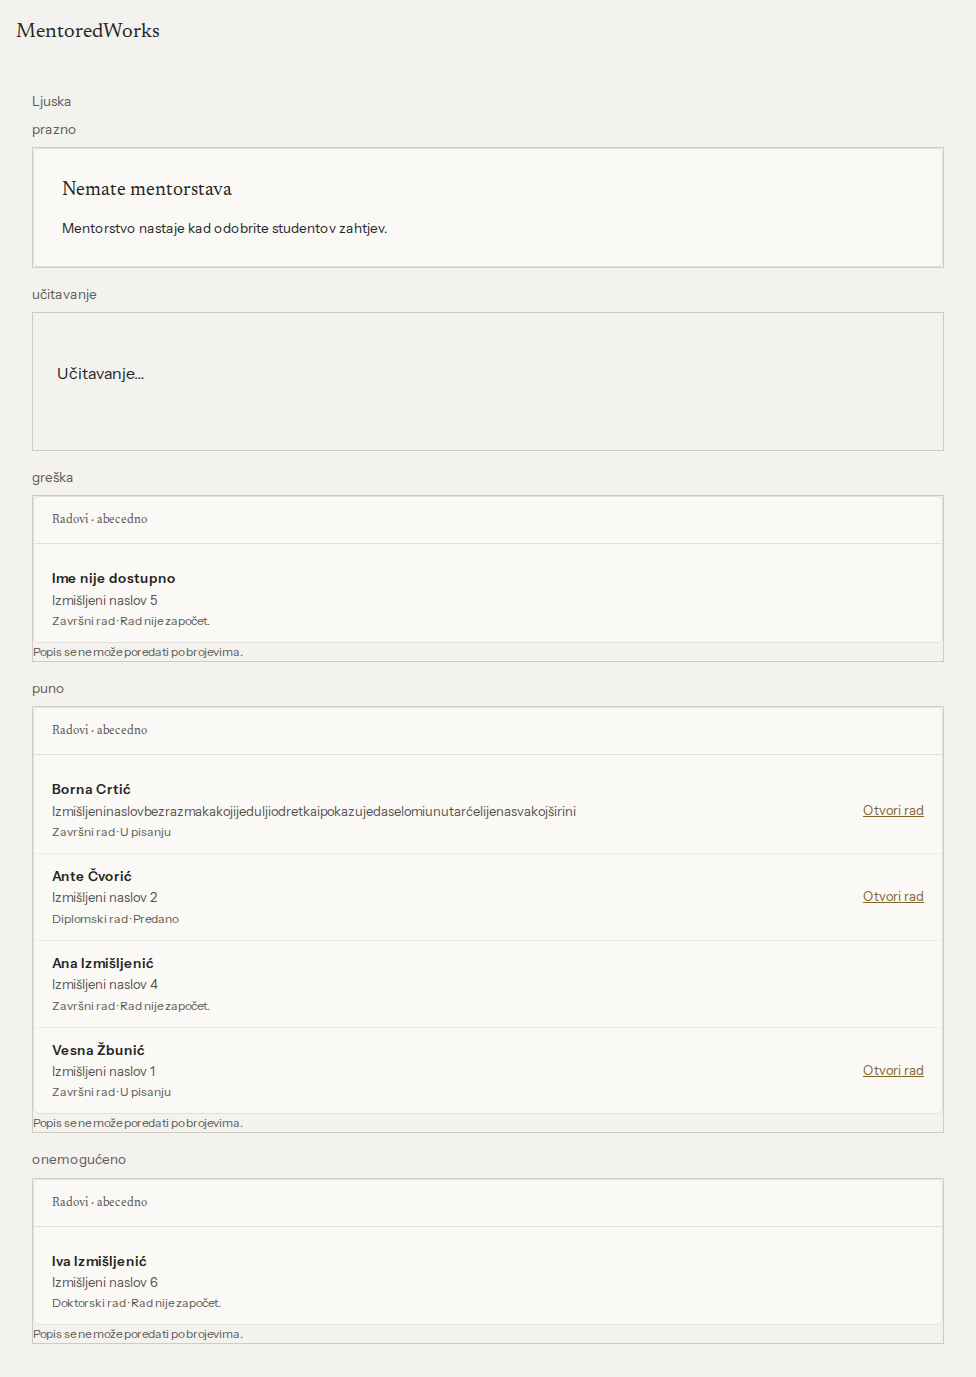 MentoredWorks
Ljuska
prazno
Nemate mentorstava
Mentorstvo nastaje kad odobrite studentov zahtjev.
učitavanje
Učitavanje…
greška
Radovi · abecedno
Ime nije dostupno
Izmišljeni naslov 5
Završni rad · Rad nije započet.
Popis se ne može poredati po brojevima.
puno
Radovi · abecedno
Borna Crtić
Izmišljeninaslovbezrazmakakojijeduljiodretkaipokazujedaselomiunutarćelijenasvakojširini
Otvori rad
Završni rad · U pisanju
Ante Čvorić
Izmišljeni naslov 2
Otvori rad
Diplomski rad · Predano
Ana Izmišljenić
Izmišljeni naslov 4
Završni rad · Rad nije započet.
Vesna Žbunić
Izmišljeni naslov 1
Otvori rad
Završni rad · U pisanju
Popis se ne može poredati po brojevima.
onemogućeno
Radovi · abecedno
Iva Izmišljenić
Izmišljeni naslov 6
Doktorski rad · Rad nije započet.
Popis se ne može poredati po brojevima.